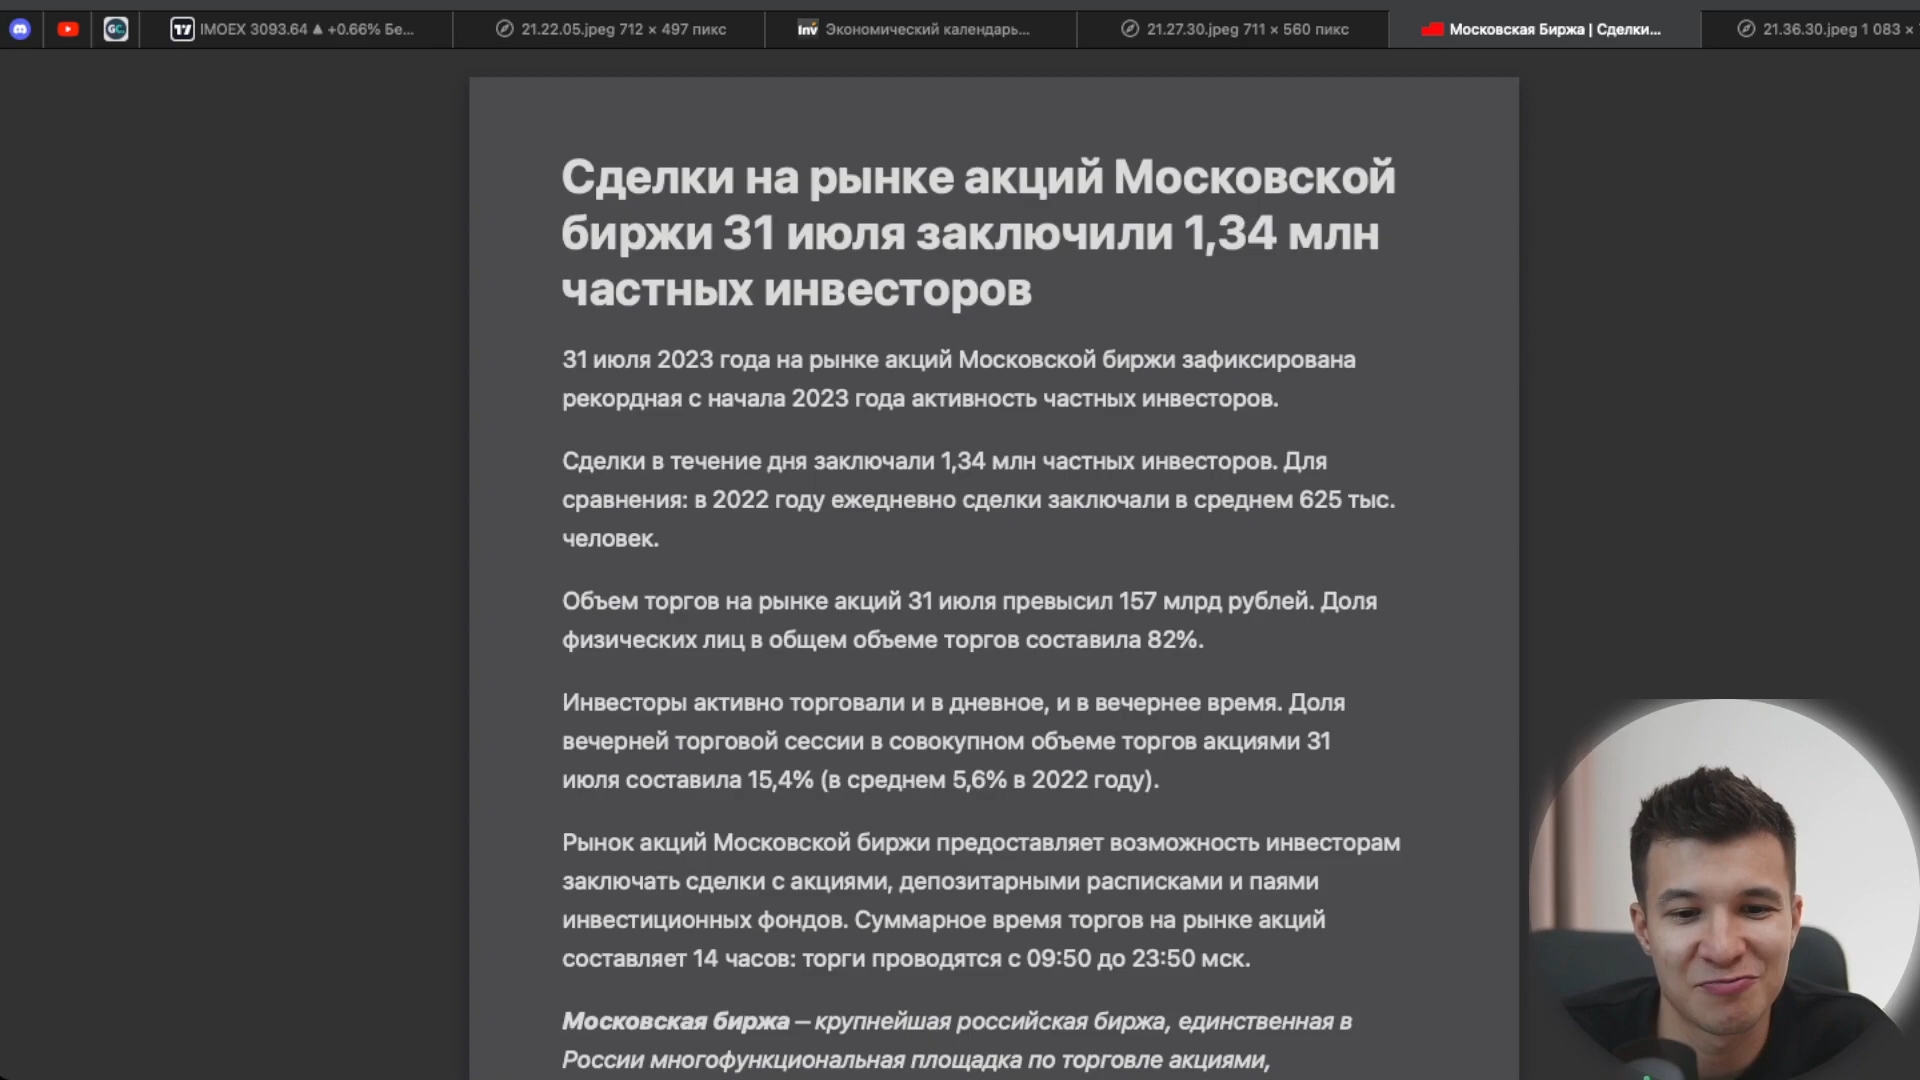 IMOEX 3093.64 ▲ +0.66% Бе...
21.22.05.jpeg 712 × 497 пикс
Inv Экономический календарь...
21.27.30.jpeg 711 × 560 пикс
Московская Биржа | Сделки...
21.36.30.jpeg 1 083 ×
GC
Сделки на рынке акций Московской
биржи 31 июля заключили 1,34 млн
частных инвесторов
31 июля 2023 года на рынке акций Московской биржи зафиксирована
рекордная с начала 2023 года активность частных инвесторов.
Сделки в течение дня заключали 1,34 млн частных инвесторов. Для
сравнения: в 2022 году ежедневно сделки заключали в среднем 625 тыс.
человек.
Объем торгов на рынке акций 31 июля превысил 157 млрд рублей. Доля
физических лиц в общем объеме торгов составила 82%.
Инвесторы активно торговали и в дневное, и в вечернее время. Доля
вечерней торговой сессии в совокупном объеме торгов акциями 31
июля составила 15,4% (в среднем 5,6% в 2022 году).
Рынок акций Московской биржи предоставляет возможность инвесторам
заключать сделки с акциями, депозитарными расписками и паями
инвестиционных фондов. Суммарное время торгов на рынке акций
составляет 14 часов: торги проводятся с 09:50 до 23:50 мск.
Московская биржа – крупнейшая российская биржа, единственная в
России многофункциональная площадка по торговле акциями,